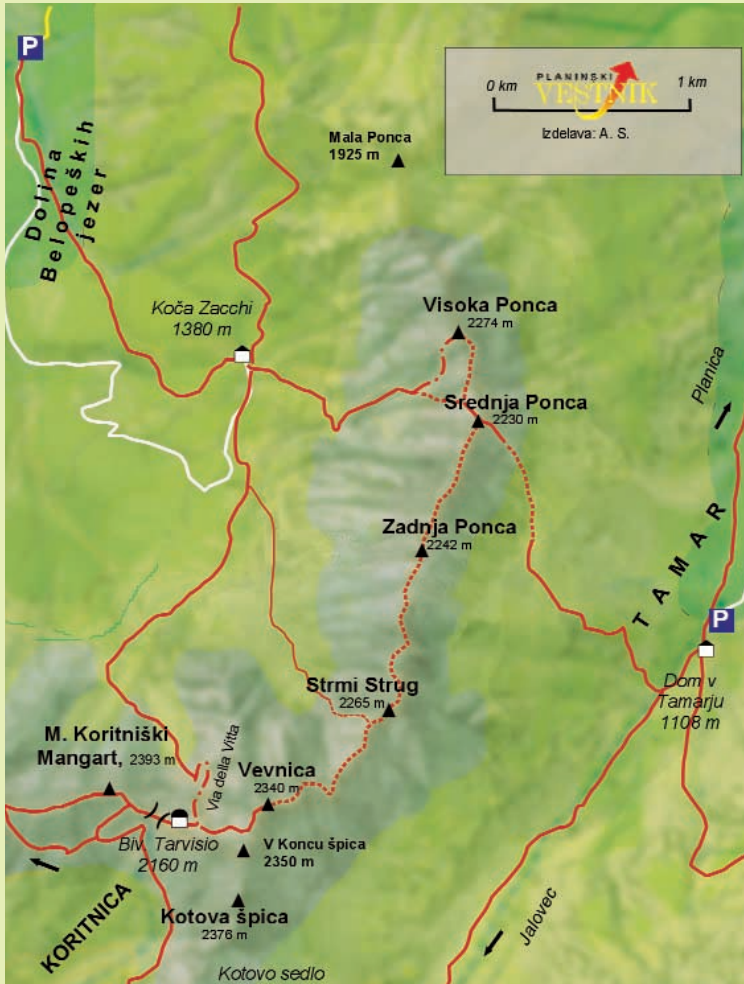 P
0 km
PLANINSKI
VESTNIK
1 km
Izdelava: A. S.
Mala Ponca
1925 m
Dolina
Belopeških
jezer
Koča Zacchi
1380 m
Visoka Ponca
2274 m
Srednja Ponca
2230 m
Planica
Zadnja Ponca
2242 m
TAMAR
P
Dom v
Tamarju
1108 m
Strmi Strug
2265 m
M. Koritniški
Mangart, 2393 m
Via della Vitta
Vevnica
2340 m
Biv. Tarvisio
2160 m
V Koncu špica
2350 m
KORITNICA
Kotova špica
2376 m
Jalovec
Kotovo sedlo